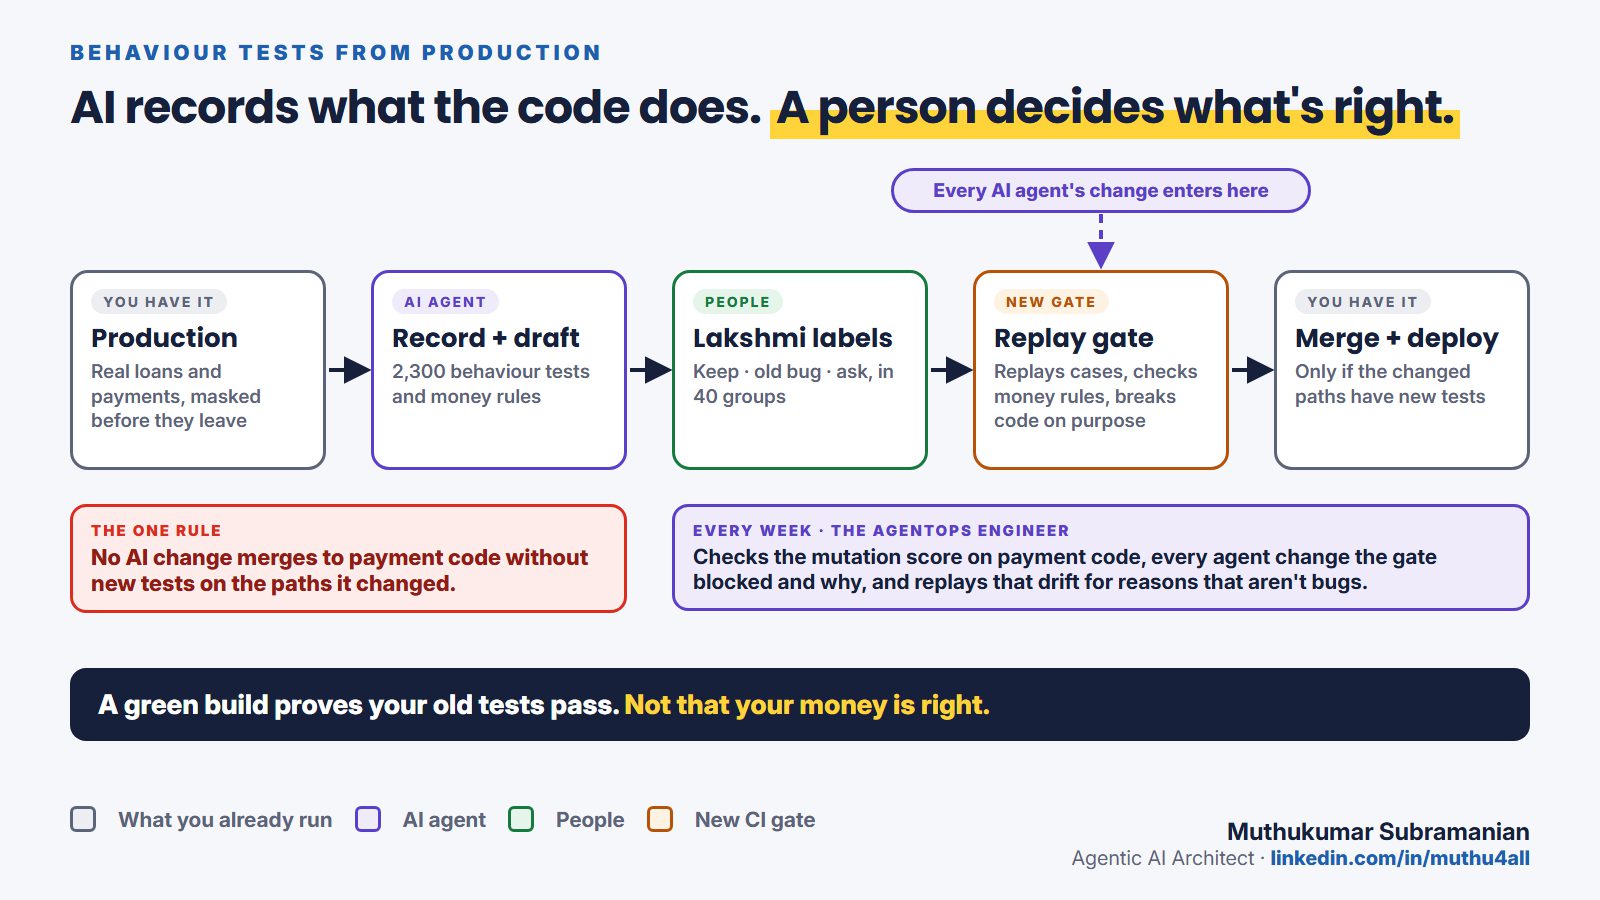 BEHAVIOUR TESTS FROM PRODUCTION
AI records what the code does. A person decides what's right.
Every AI agent's change enters here
YOU HAVE IT
Production
Real loans and
payments, masked
before they leave
AI AGENT
Record + draft
2,300 behaviour tests
and money rules
PEOPLE
Lakshmi labels
Keep · old bug · ask, in
40 groups
NEW GATE
Replay gate
Replays cases, checks
money rules, breaks
code on purpose
YOU HAVE IT
Merge + deploy
Only if the changed
paths have new tests
THE ONE RULE
No AI change merges to payment code without
new tests on the paths it changed.
EVERY WEEK · THE AGENTOPS ENGINEER
Checks the mutation score on payment code, every agent change the gate
blocked and why, and replays that drift for reasons that aren't bugs.
A green build proves your old tests pass. Not that your money is right.
What you already run
AI agent
People
New CI gate
Muthukumar Subramanian
Agentic AI Architect · linkedin.com/in/muthu4all